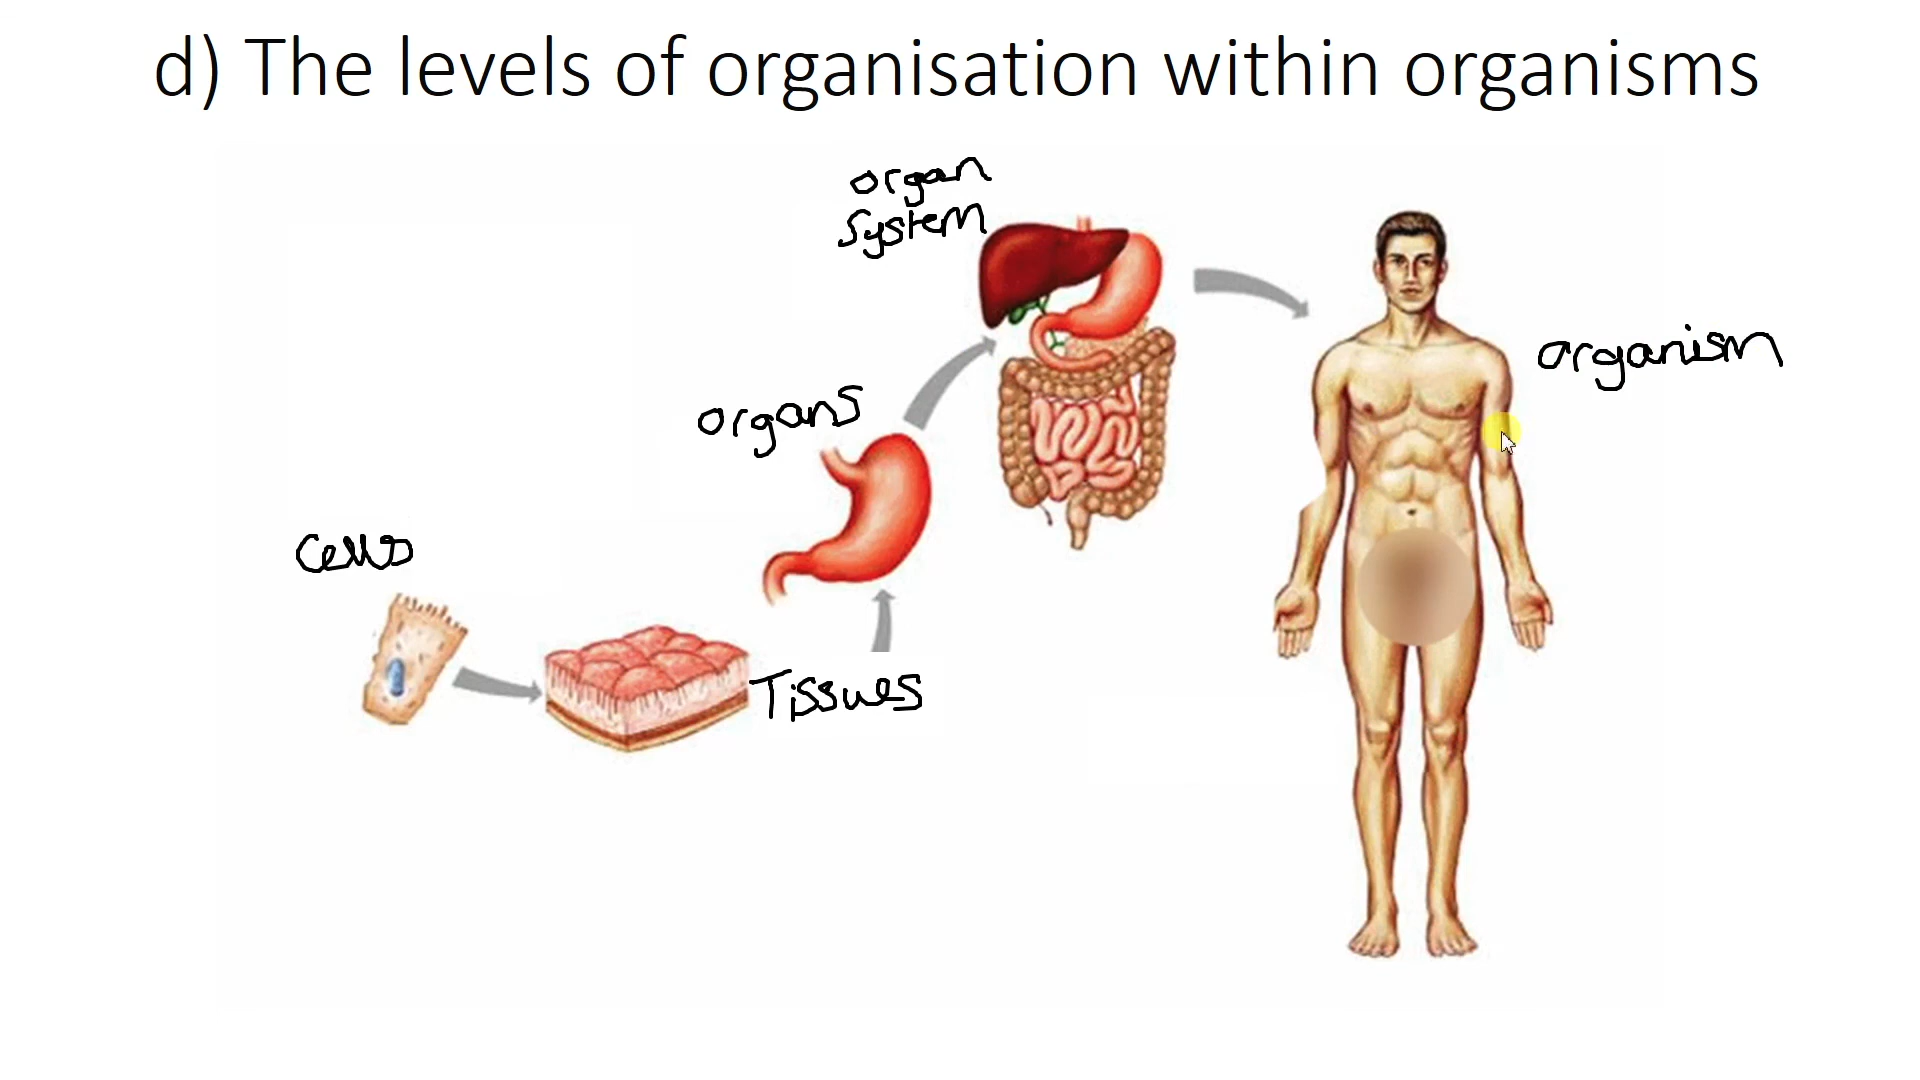 d) The levels of organisation within organisms
organ
system
organism
organs
cells
Tissues